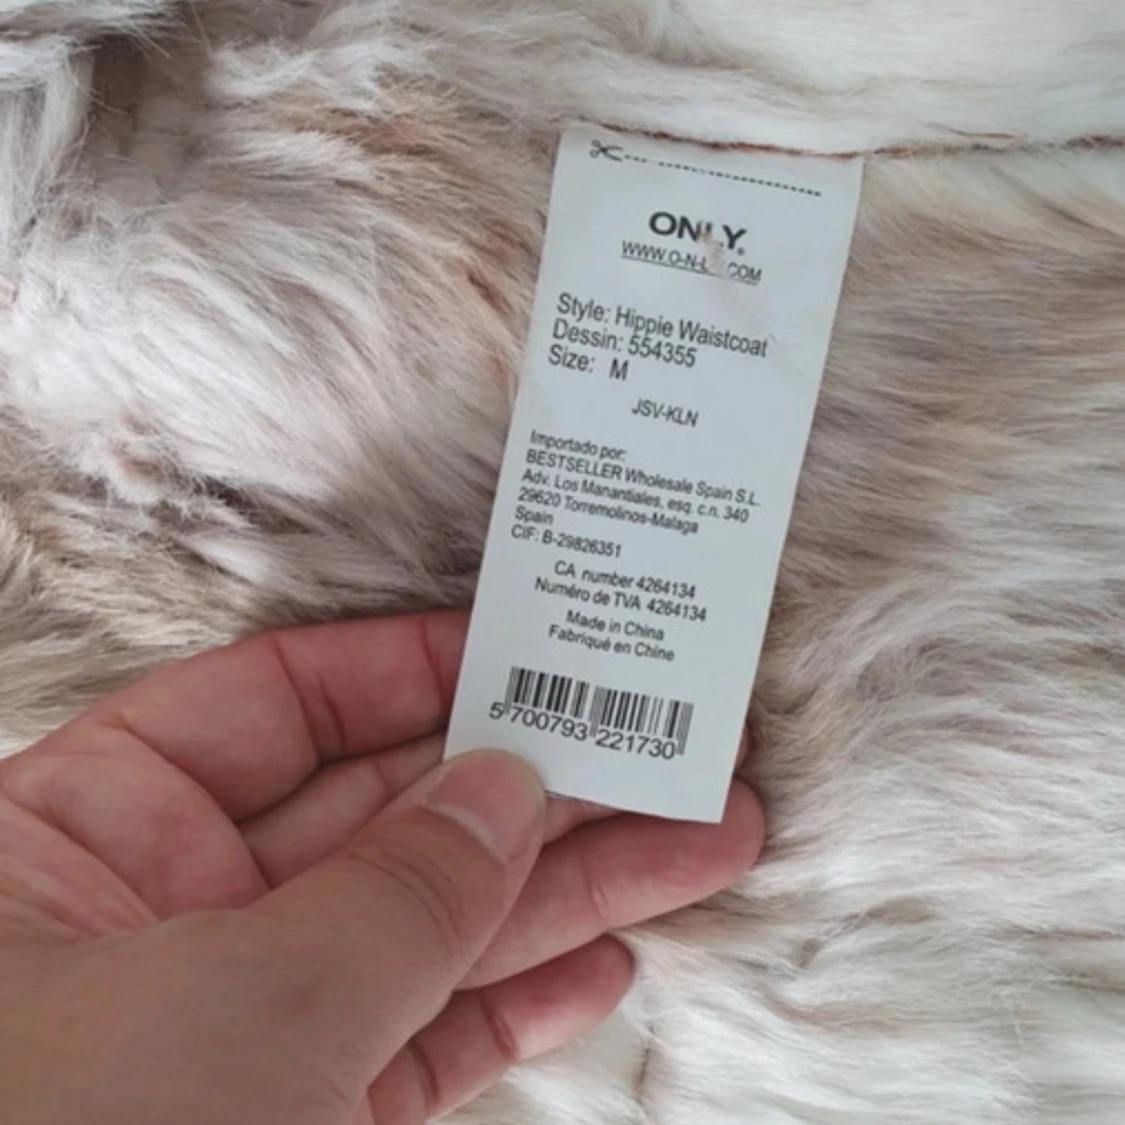 ONLY
WWW.O-N-L-Y.COM
Style: Hippie Waistcoat
Dessin: 554355
Size: M
JSV-KLN
Importado por:
BESTSELLER Wholesale Spain S.L.
Adv. Los Manantiales, esq. c.n. 340
29620 Torremolinos-Malaga
Spain
CIF: B-29826351
CA number 4264134
Numéro de TVA 4264134
Made in China
Fabriqué en Chine
5 700793 221730